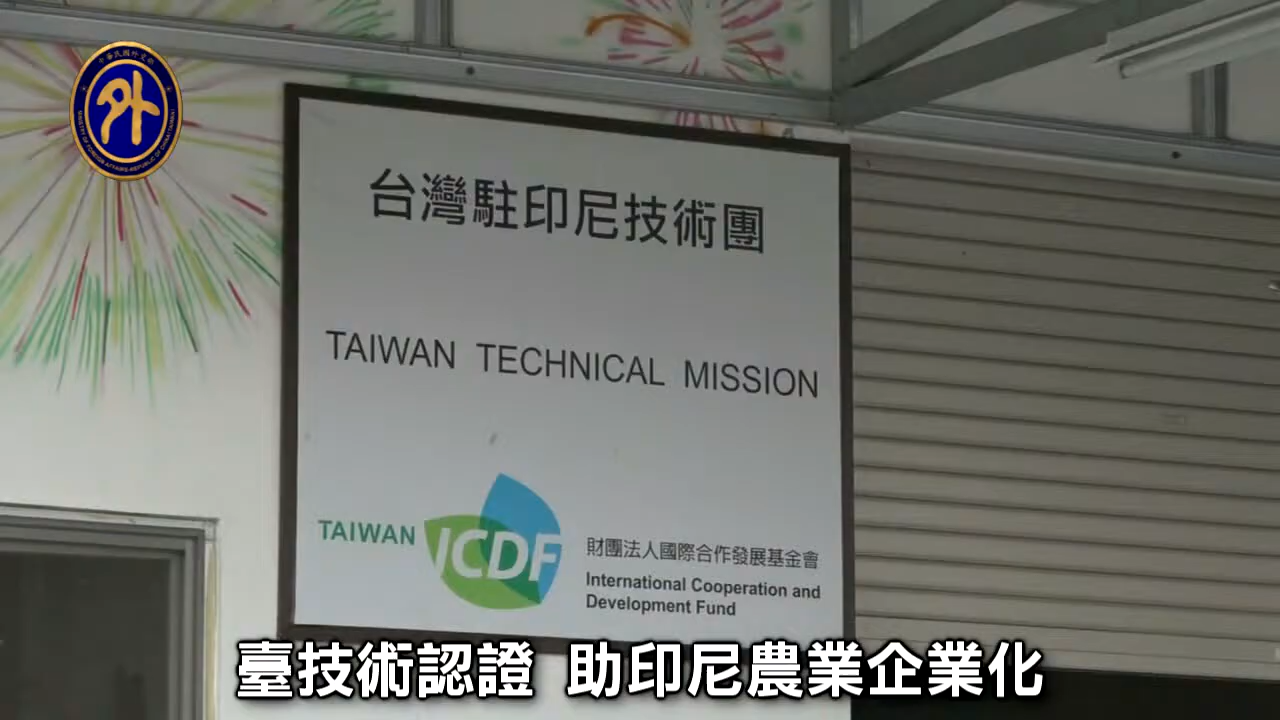 外
台灣駐印尼技術團
TAIWAN TECHNICAL MISSION
TAIWAN ICDF
財團法人國際合作發展基金會
International Cooperation and
Development Fund
臺技術認證 助印尼農業企業化